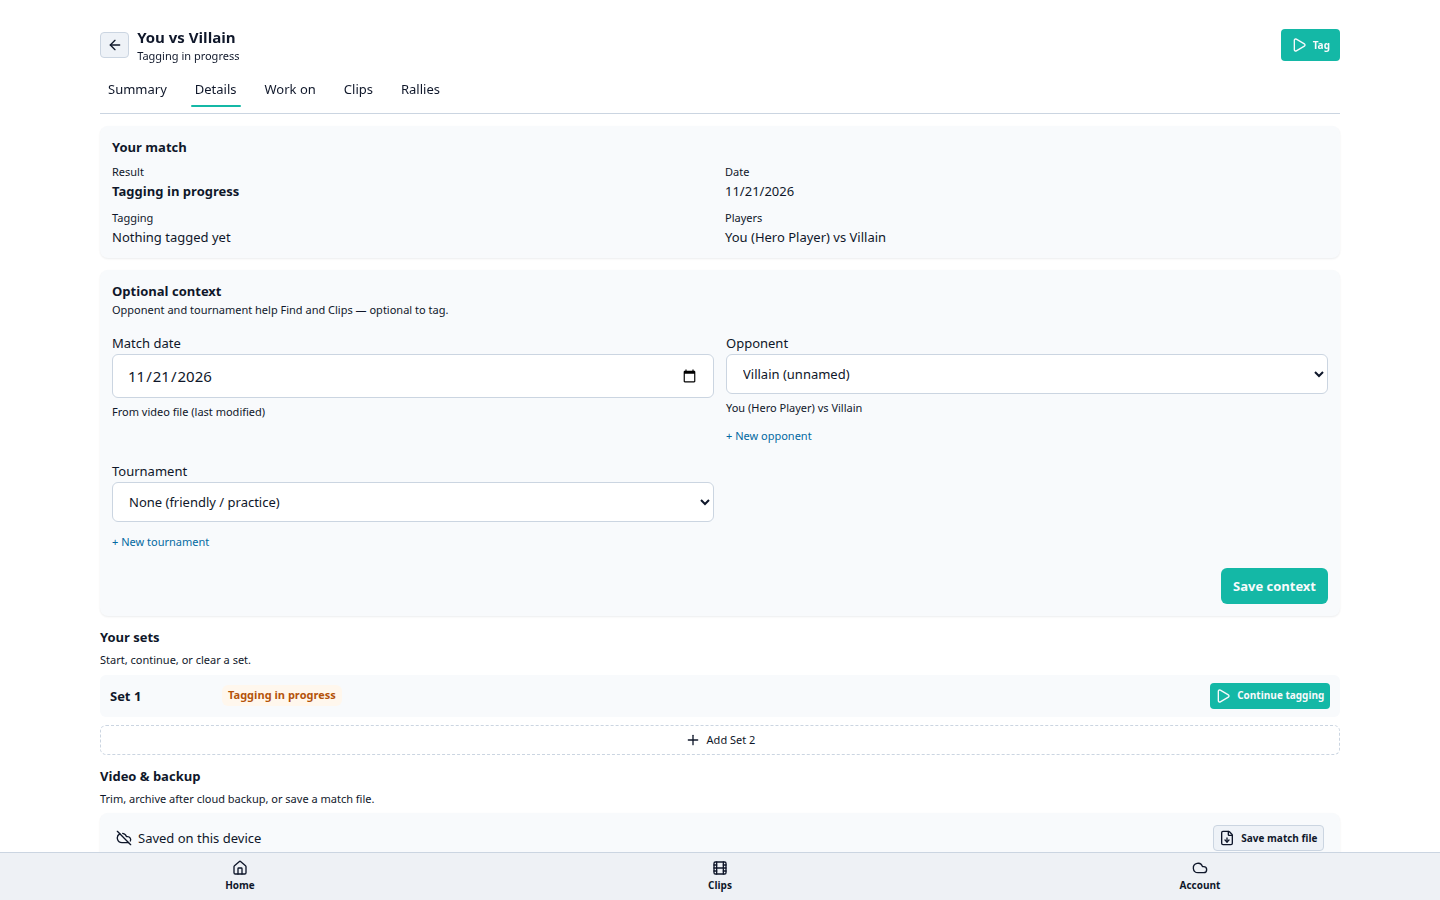 You vs Villain
Tagging in progress
Tag
Summary
Details
Work on
Clips
Rallies
Your match
Result
Tagging in progress
Date
11/21/2026
Tagging
Nothing tagged yet
Players
You (Hero Player) vs Villain
Optional context
Opponent and tournament help Find and Clips — optional to tag.
Match date
11/21/2026
From video file (last modified)
Opponent
Villain (unnamed)
You (Hero Player) vs Villain
+ New opponent
Tournament
None (friendly / practice)
+ New tournament
Save context
Your sets
Start, continue, or clear a set.
Set 1
Tagging in progress
Continue tagging
Add Set 2
Video & backup
Trim, archive after cloud backup, or save a match file.
Saved on this device
Save match file
Home
Clips
Account